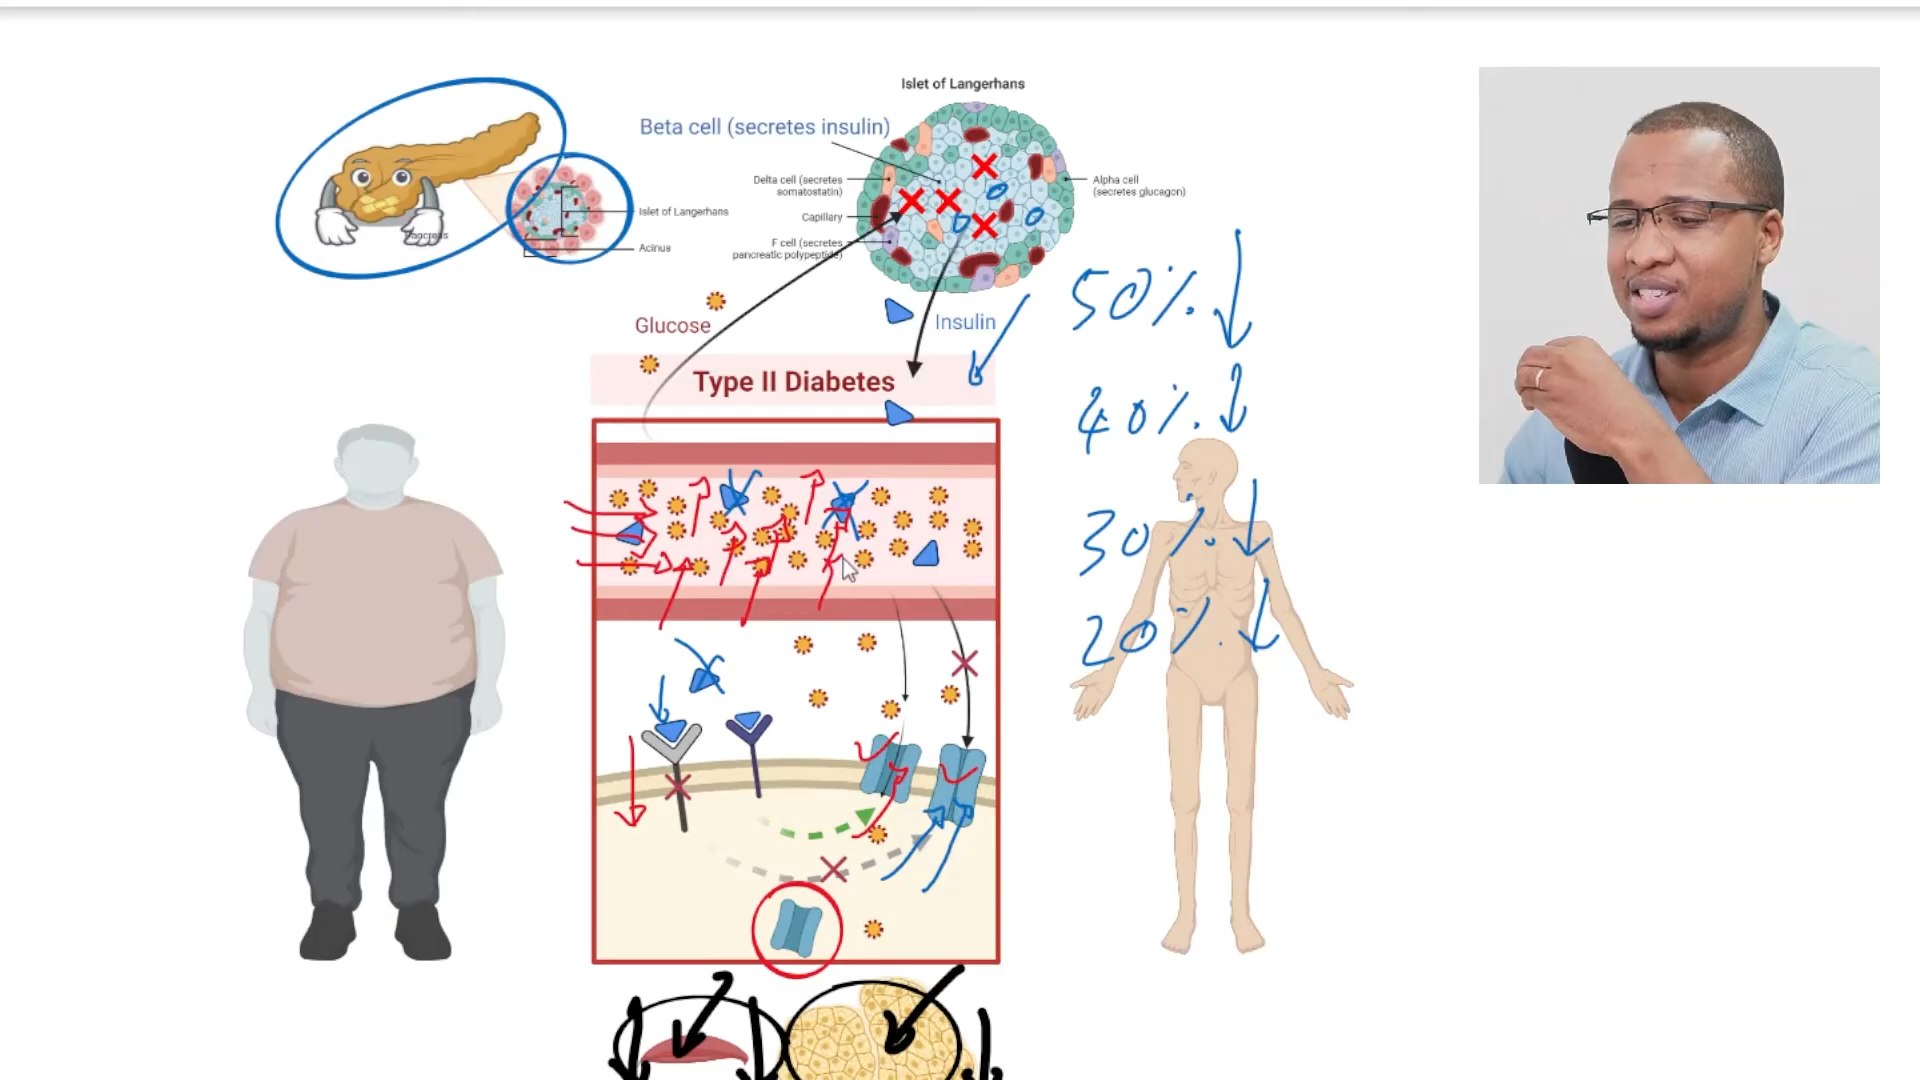 Islet of Langerhans
Beta cell (secretes insulin)
Delta cell (secretes
somatostatin)
Alpha cell
(secretes glucagon)
Capillary
F cell (secretes
pancreatic polypeptide)
Islet of Langerhans
Pancreas
Acinus
50%
Glucose
Insulin
Type II Diabetes
40%
30%
20%